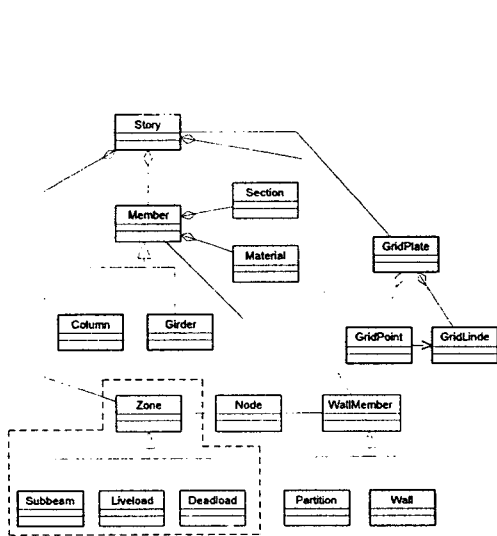 Story
Member
Section
Material
GridPlate
Column
Girder
GridPoint
GridLinde
Zone
Node
WallMember
Subbeam
Liveload
Deadload
Partition
Wall